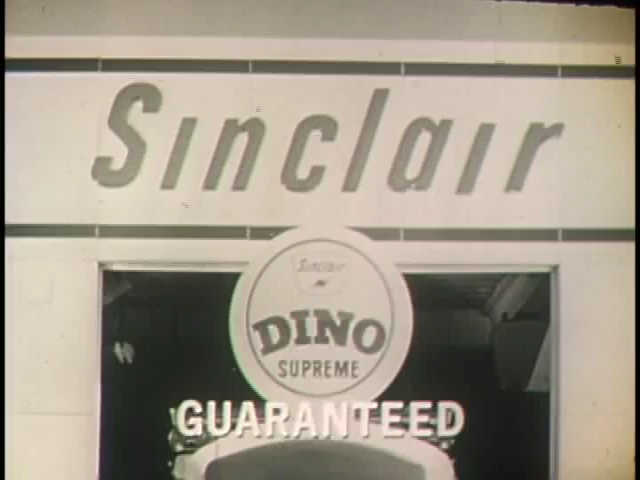 Sinclair
Sinclair
DINO
SUPREME
GUARANTEED